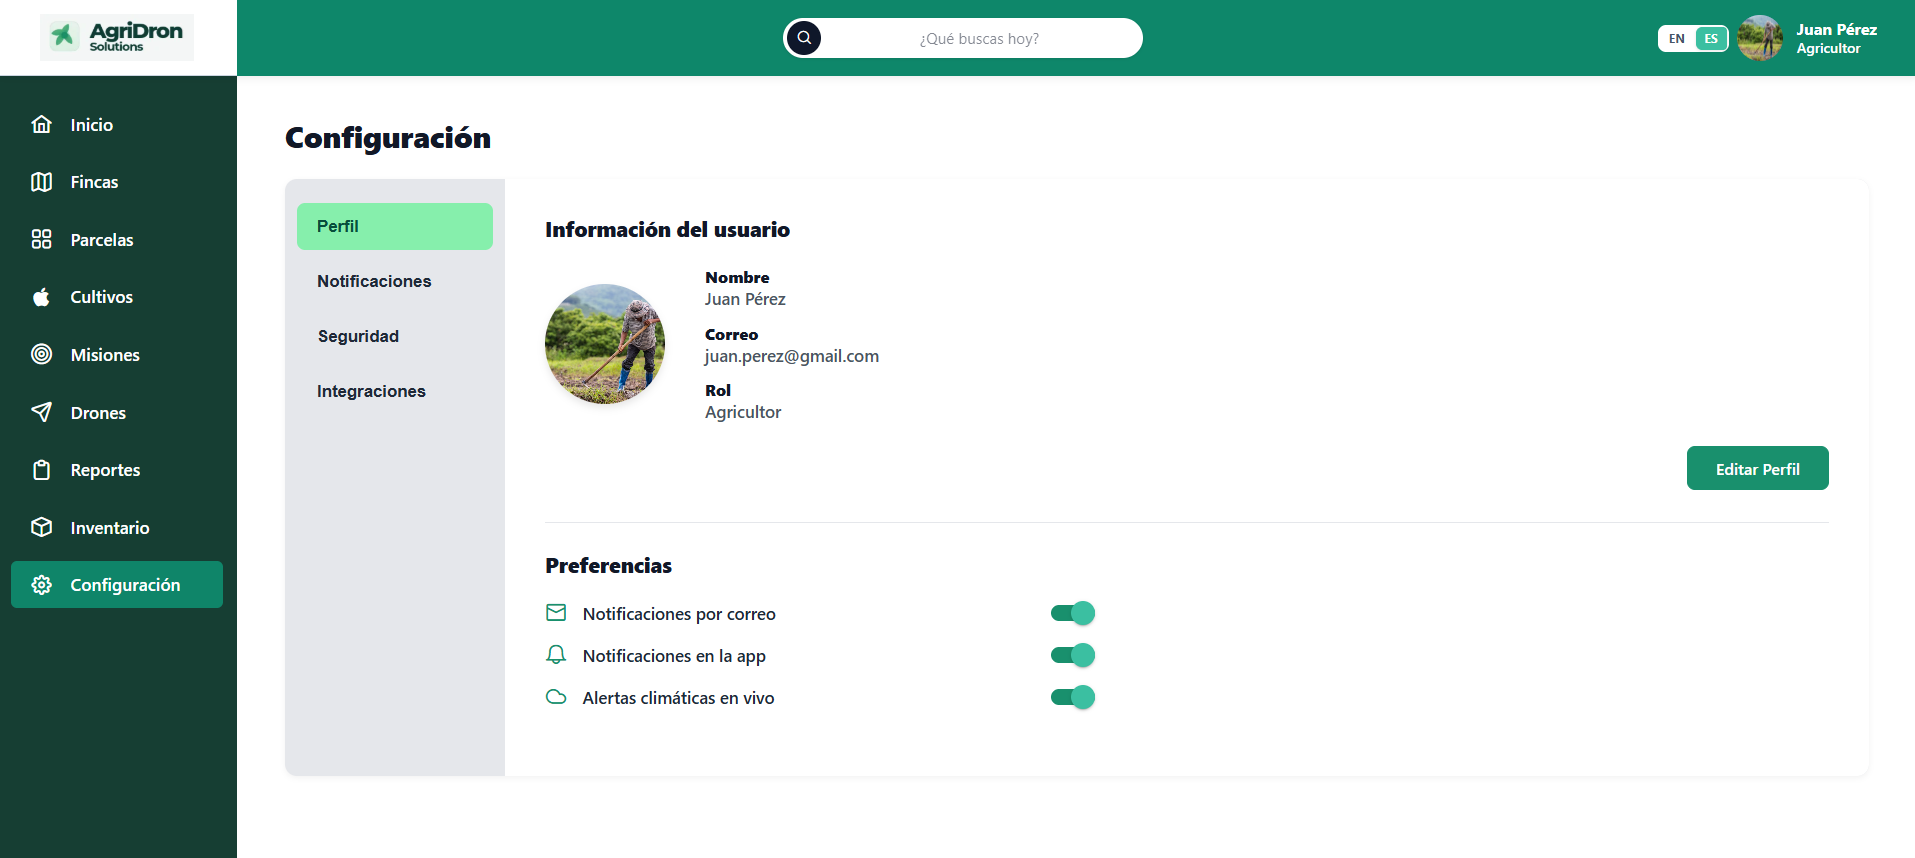 AgriDron
Solutions
¿Qué buscas hoy?
EN ES
Juan Pérez
Agricultor
Inicio
Fincas
Parcelas
Cultivos
Misiones
Drones
Reportes
Inventario
Configuración
Configuración
Perfil
Notificaciones
Seguridad
Integraciones
Información del usuario
Nombre
Juan Pérez
Correo
juan.perez@gmail.com
Rol
Agricultor
Editar Perfil
Preferencias
Notificaciones por correo
Notificaciones en la app
Alertas climáticas en vivo